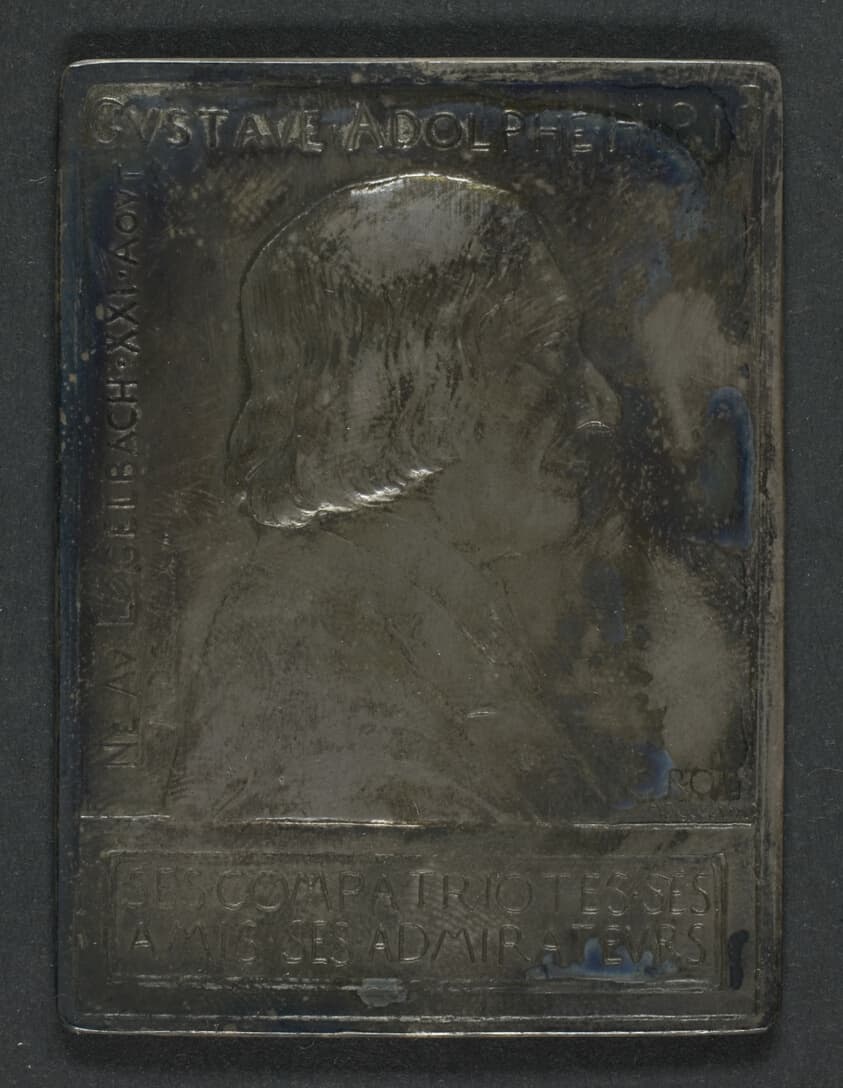 GVSTAVE·ADOLPHE·HIRN
NE AV LOGELBACH·XXI·AOVT
SES COMPATRIOTES·SES
AMIS·SES ADMIRATEVRS